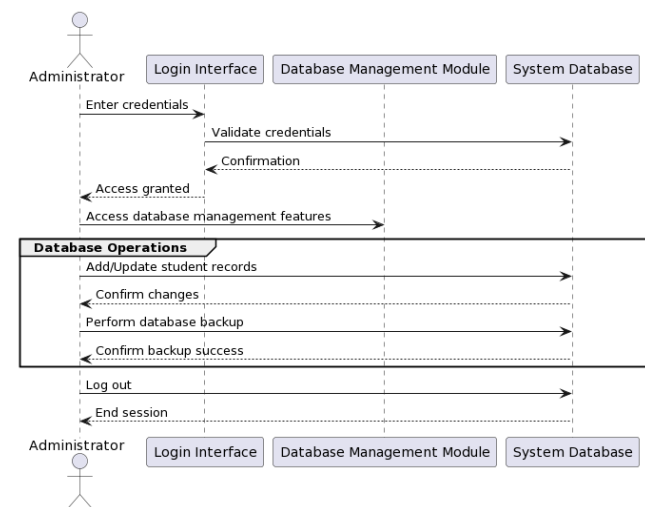 Administrator
Login Interface
Database Management Module
System Database
Enter credentials
Validate credentials
Confirmation
Access granted
Access database management features
Database Operations
Add/Update student records
Confirm changes
Perform database backup
Confirm backup success
Log out
End session
Administrator
Login Interface
Database Management Module
System Database